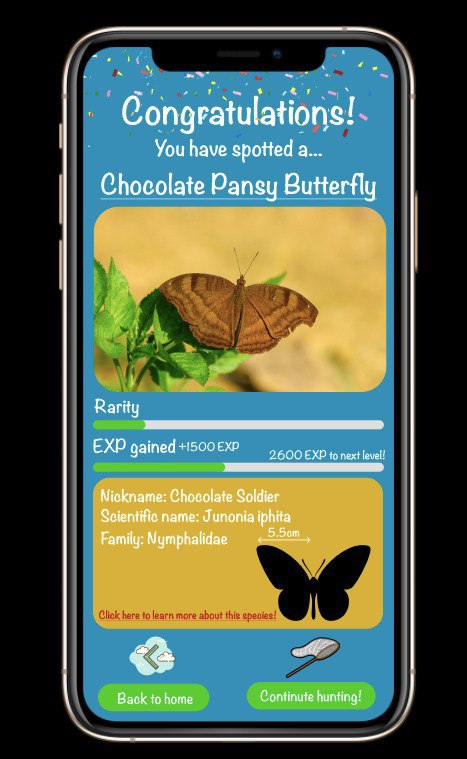 Congratulations!
You have spotted a...
Chocolate Pansy Butterfly
Rarity
EXP gained +1500 EXP
2600 EXP to next level!
Nickname: Chocolate Soldier
Scientific name: Junonia iphita
Family: Nymphalidae
5.5cm
Click here to learn more about this species!
Back to home
Continute hunting!